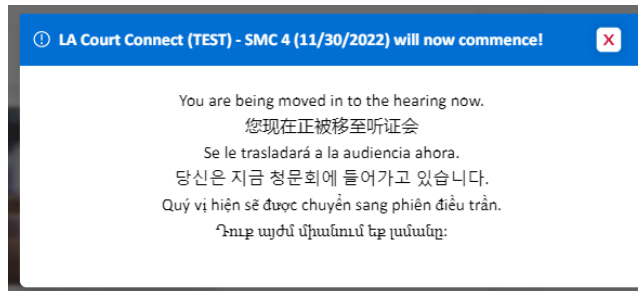 LA Court Connect (TEST) - SMC 4 (11/30/2022) will now commence!
X
You are being moved in to the hearing now.
您现在正被移至听证会
Se le trasladará a la audiencia ahora.
당신은 지금 청문회에 들어가고 있습니다.
Quý vị hiện sẽ được chuyển sang phiên điều trần.
Դուք այժմ միանում եք լսմանը: